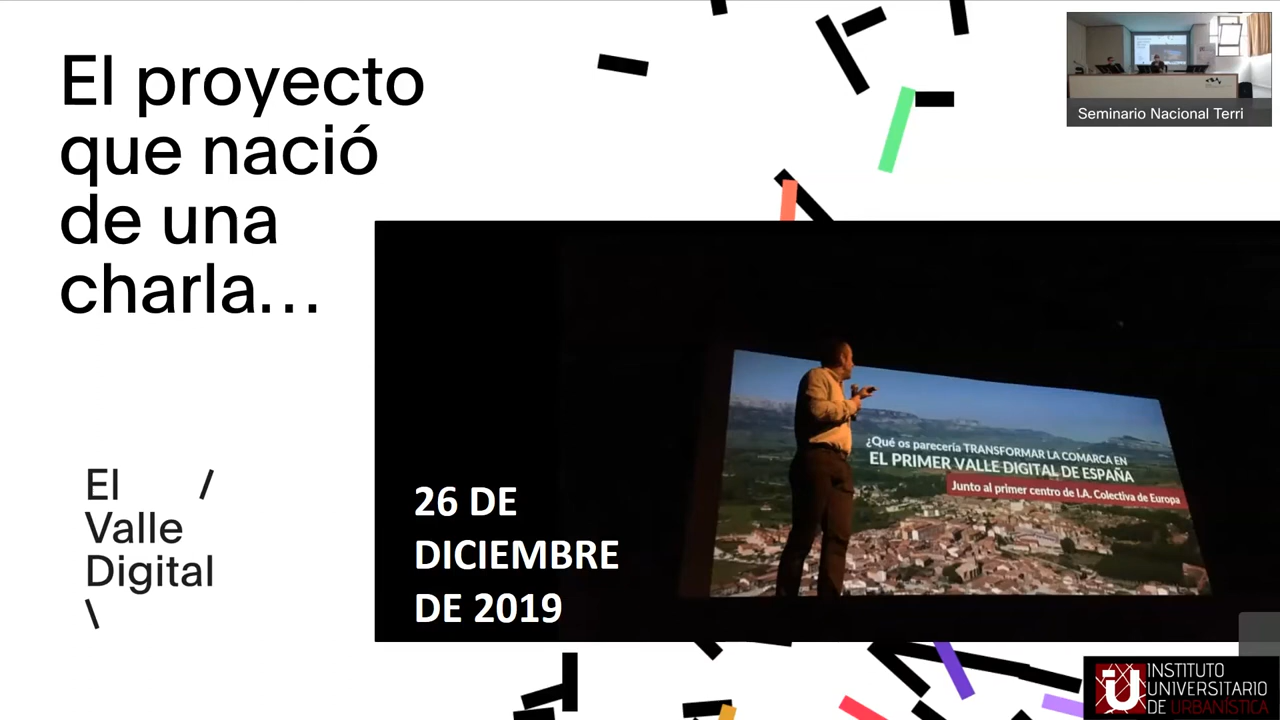 El proyecto
que nació
de una
charla...
Seminario Nacional Terri
¿Qué os parecería TRANSFORMAR LA COMARCA EN
EL PRIMER VALLE DIGITAL DE ESPAÑA
Junto al primer centro de I.A. Colectiva de Europa
26 DE
DICIEMBRE
DE 2019
El /
Valle
Digital
\
iU INSTITUTO
UNIVERSITARIO
DE URBANÍSTICA